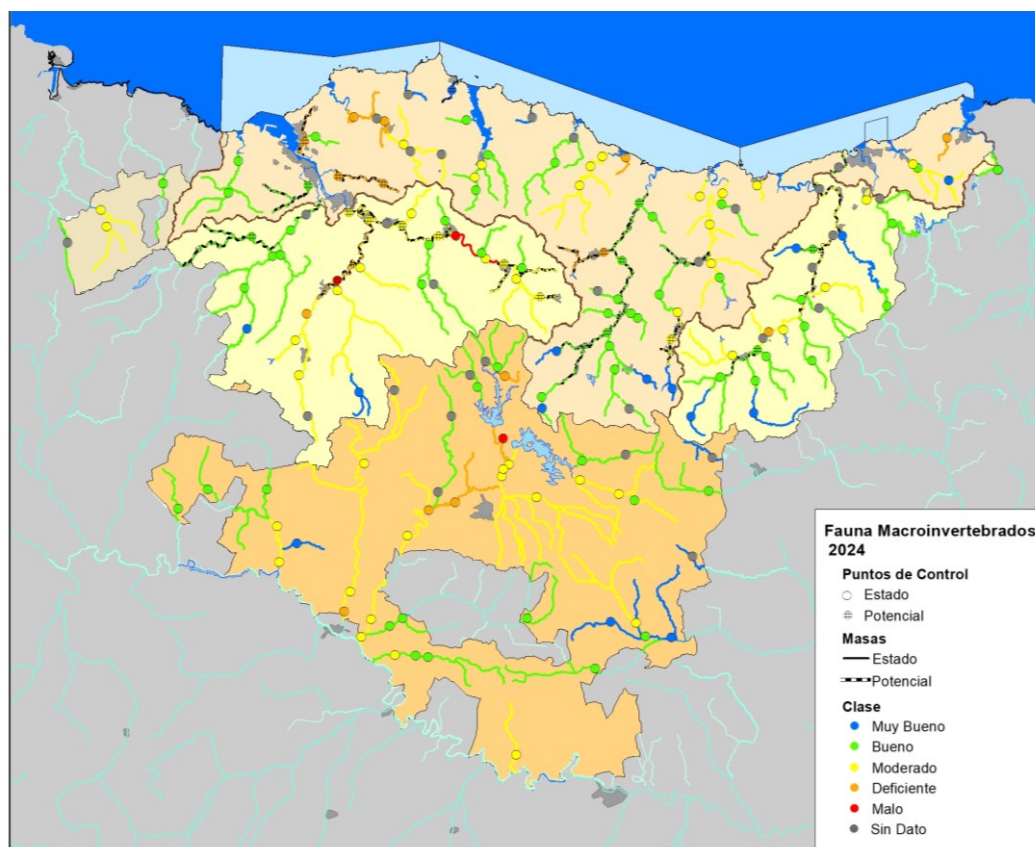 Fauna Macroinvertebrados
2024
Puntos de Control
Estado
Potencial
Masas
Estado
Potencial
Clase
Muy Bueno
Bueno
Moderado
Deficiente
Malo
Sin Dato